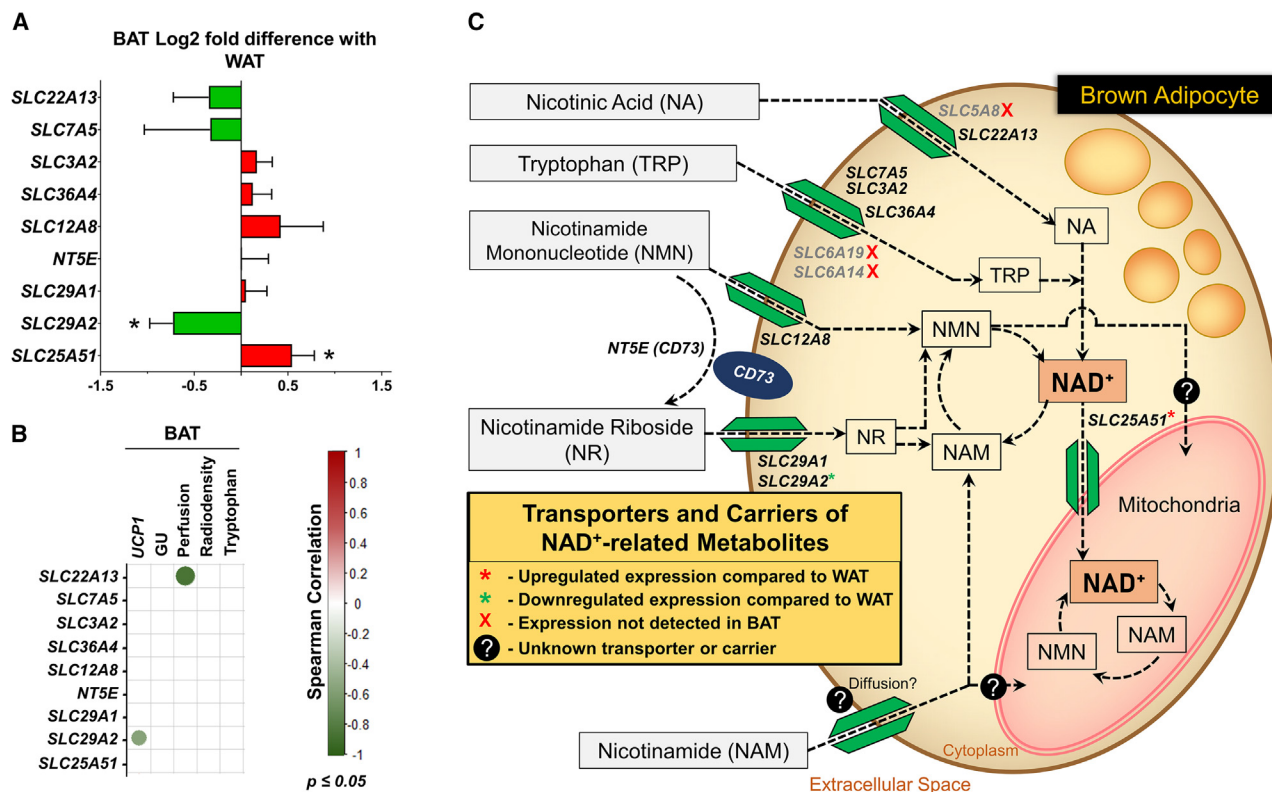 A
BAT Log2 fold difference with
WAT
SLC22A13
SLC7A5
SLC3A2
SLC36A4
SLC12A8
NT5E
SLC29A1
SLC29A2
SLC25A51
*
*
-1.5
-0.5
0.5
1.5
B
BAT
UCP1
GU
Perfusion
Radiodensity
Tryptophan
SLC22A13
SLC7A5
SLC3A2
SLC36A4
SLC12A8
NT5E
SLC29A1
SLC29A2
SLC25A51
Spearman Correlation
1
0.8
0.6
0.4
0.2
0
-0.2
-0.4
-0.6
-0.8
-1
p ≤ 0.05
C
Brown Adipocyte
Nicotinic Acid (NA)
SLC5A8 X
SLC22A13
Tryptophan (TRP)
SLC7A5
SLC3A2
SLC36A4
NA
Nicotinamide
Mononucleotide (NMN)
SLC6A19 X
SLC6A14 X
TRP
SLC12A8
NMN
NT5E (CD73)
CD73
NAD+
?
SLC25A51*
Nicotinamide Riboside
(NR)
NR
NAM
SLC29A1
SLC29A2*
Mitochondria
NAD+
NAM
NMN
Transporters and Carriers of
NAD+-related Metabolites
* - Upregulated expression compared to WAT
* - Downregulated expression compared to WAT
X - Expression not detected in BAT
? - Unknown transporter or carrier
? Diffusion?
?
Nicotinamide (NAM)
Cytoplasm
Extracellular Space